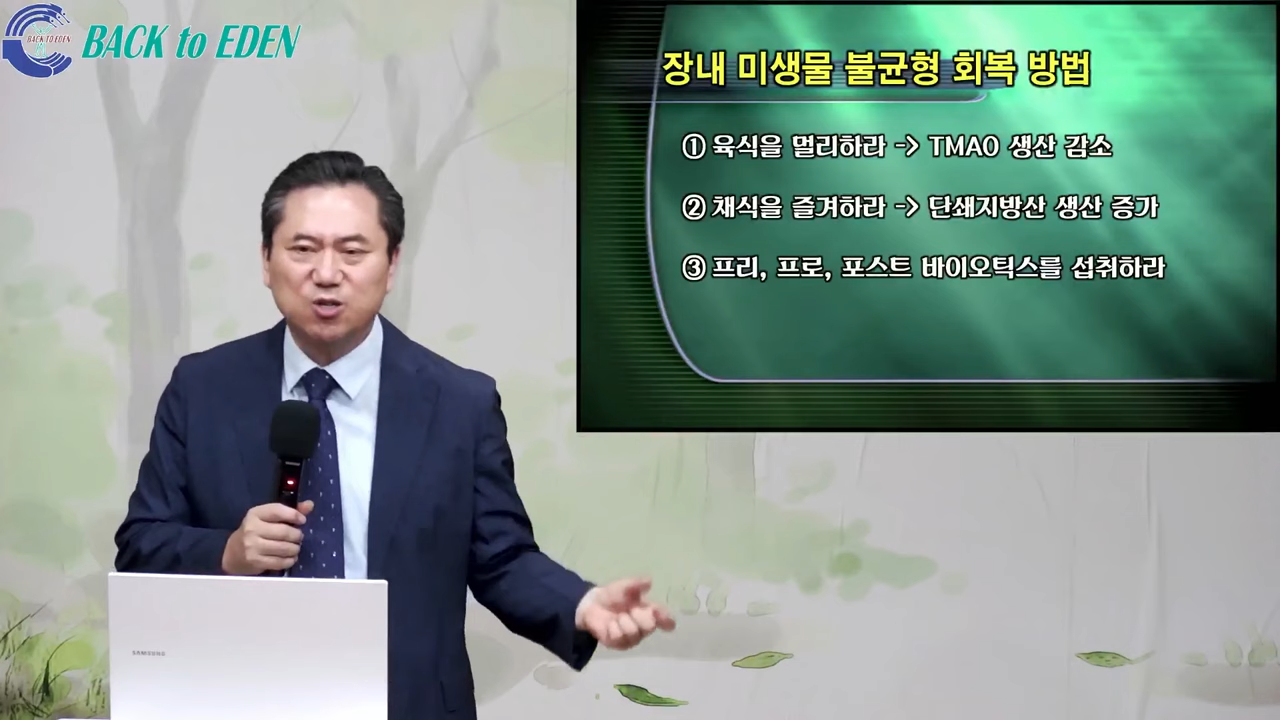 BACK TO EDEN
BACK to EDEN
장내 미생물 불균형 회복 방법
① 육식을 멀리하라 -> TMAO 생산 감소
② 채식을 즐겨하라 -> 단쇄지방산 생산 증가
③ 프리, 프로, 포스트 바이오틱스를 섭취하라
SAMSUNG